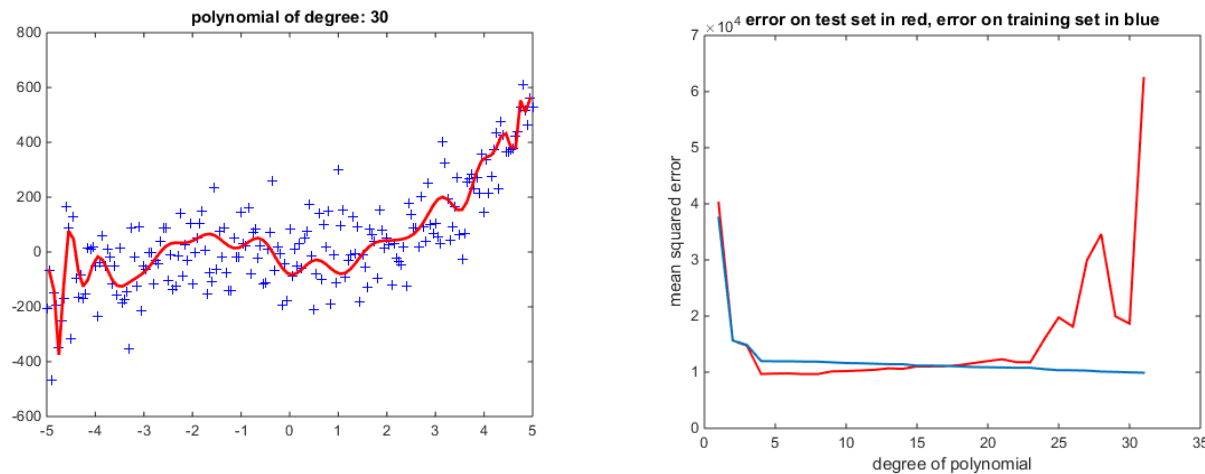 polynomial of degree: 30
800
600
400
200
0
-200
-400
-600
-5 -4 -3 -2 -1 0 1 2 3 4 5
error on test set in red, error on training set in blue
×10^4
7
6
5
4
3
2
1
0
0 5 10 15 20 25 30 35
mean squared error
degree of polynomial